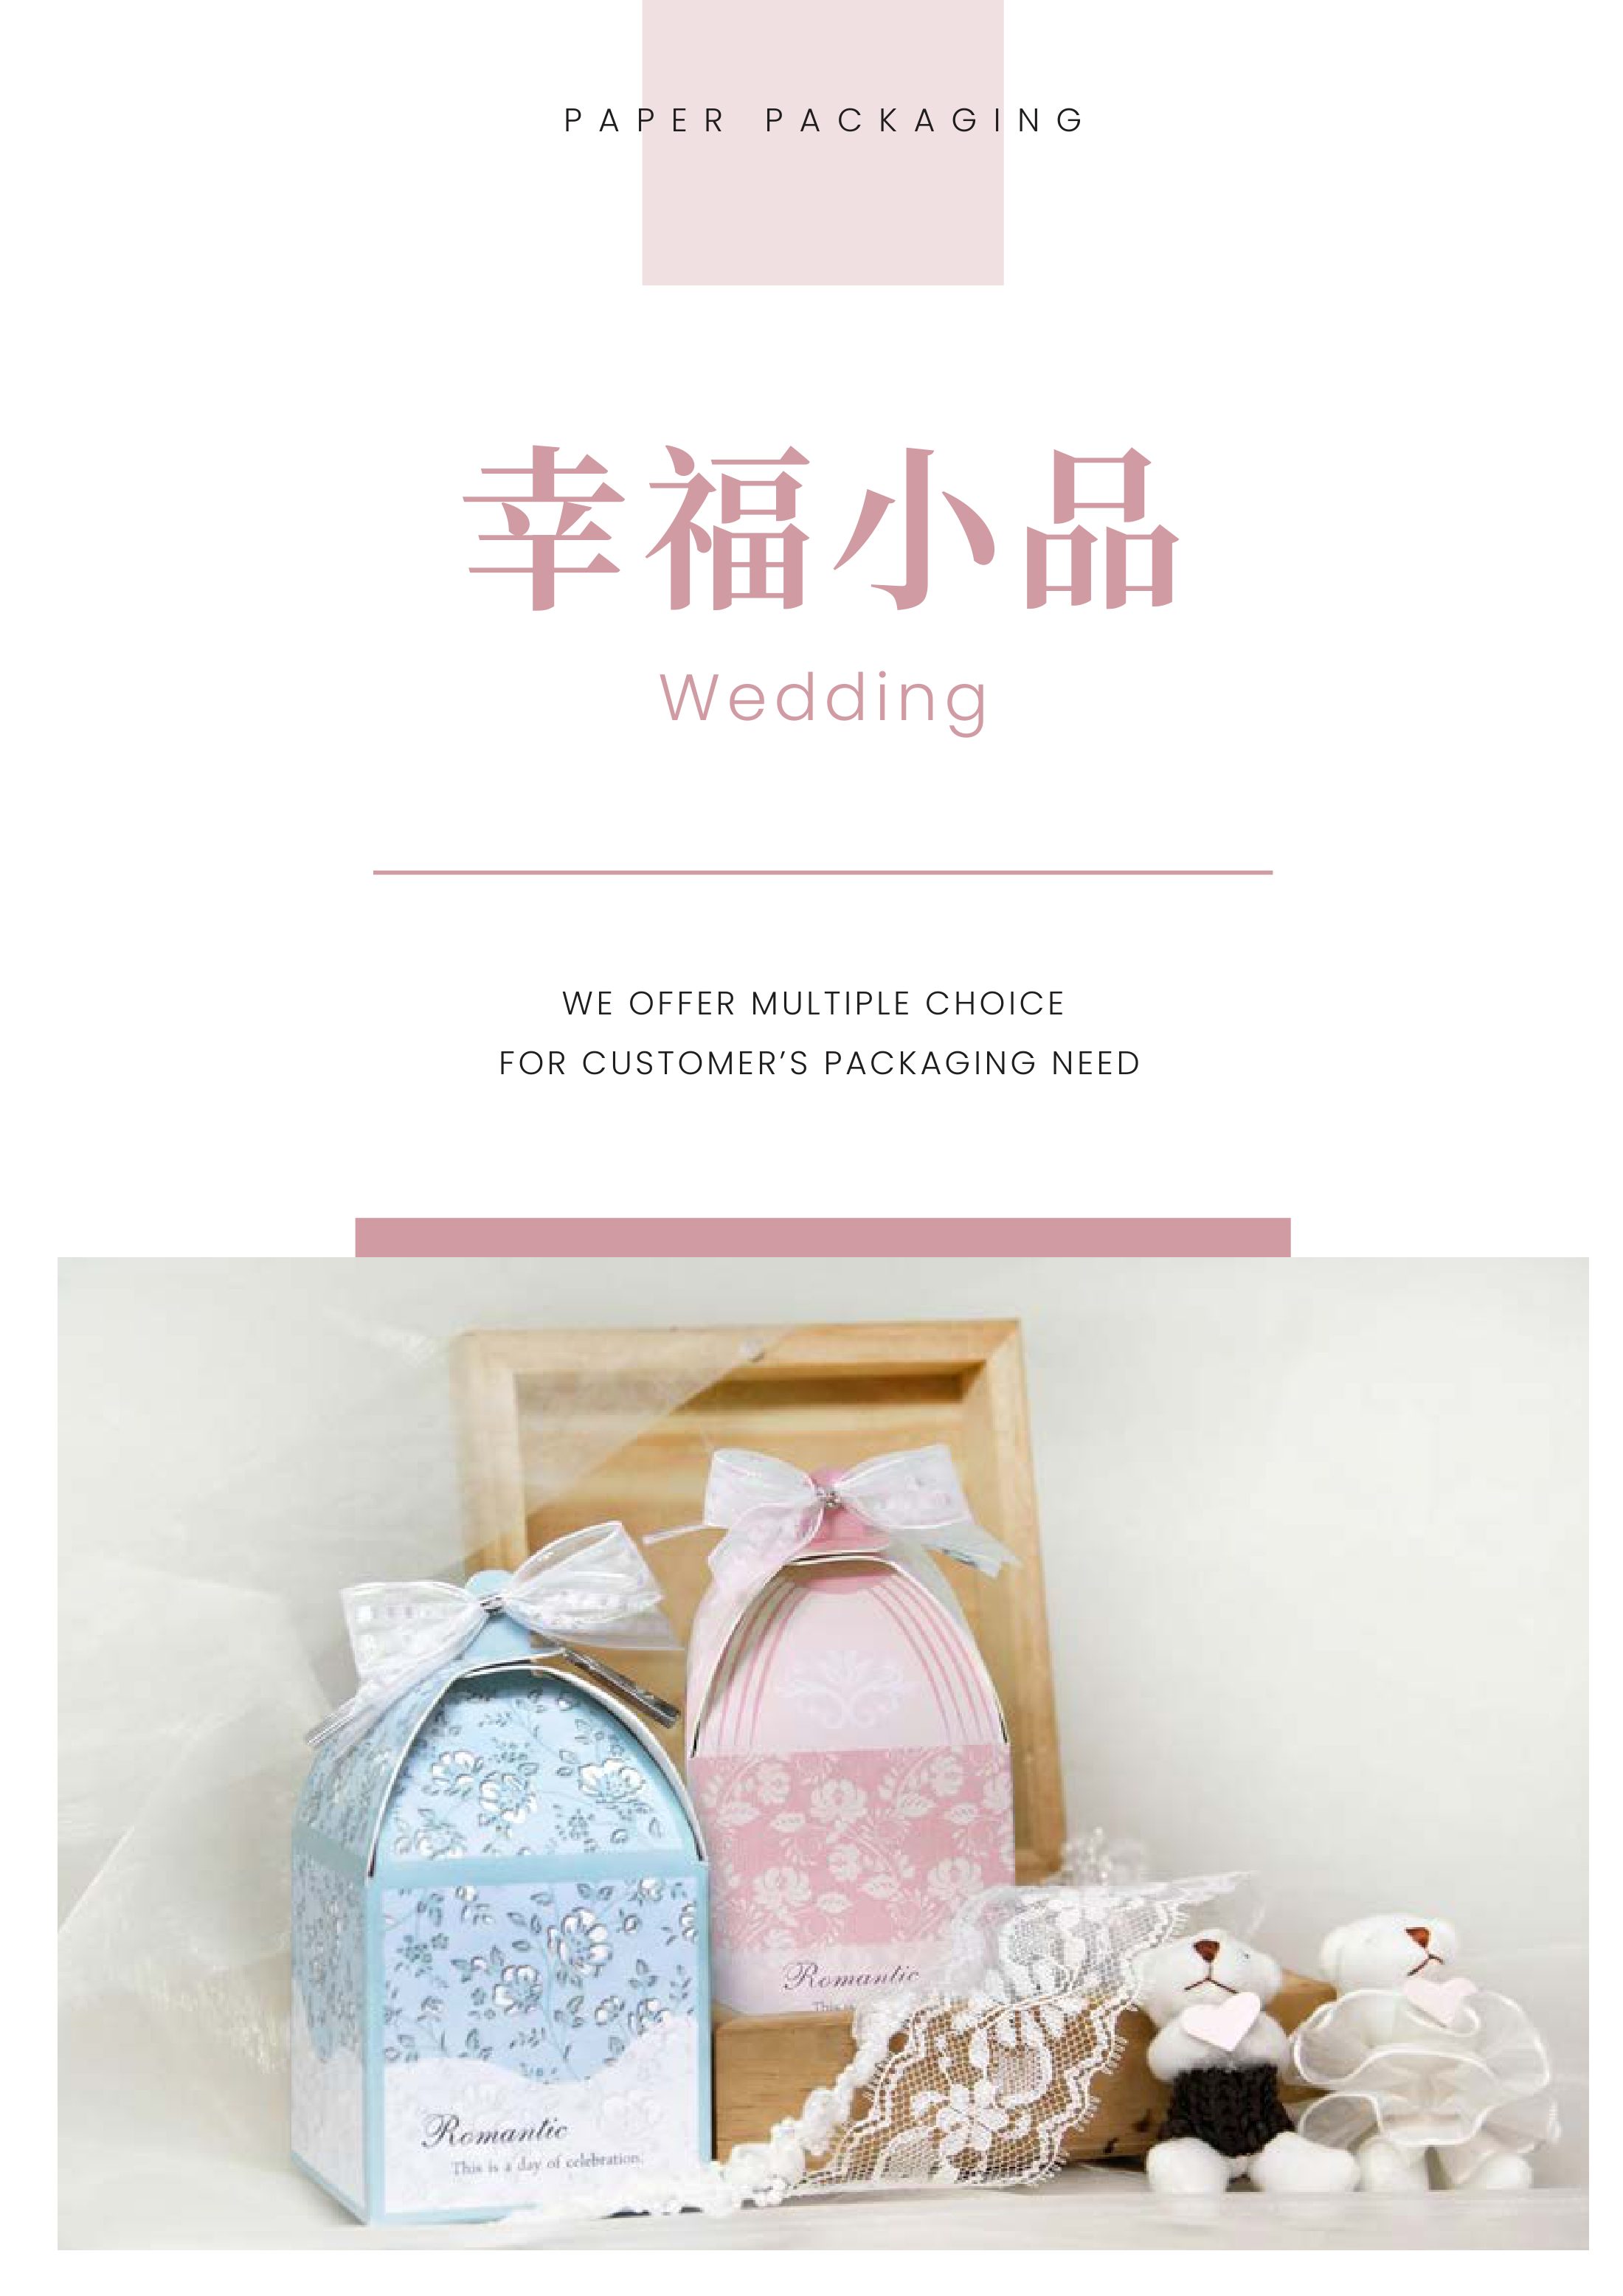 PAPER PACKAGING
幸福小品
Wedding
WE OFFER MULTIPLE CHOICE
FOR CUSTOMER’S PACKAGING NEED
Romantic
Romantic
This is a day of celebration.